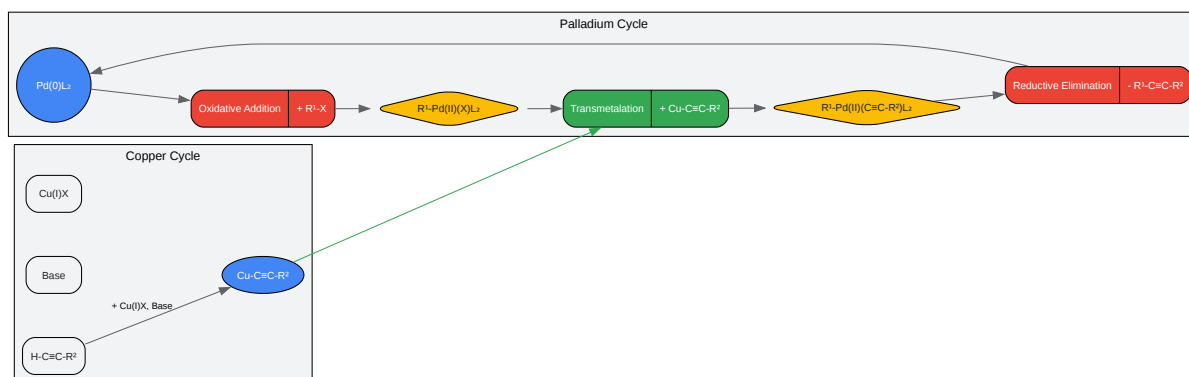 Palladium Cycle
Pd(0)L₂
Oxidative Addition
+ R¹-X
R¹-Pd(II)(X)L₂
Transmetalation
+ Cu-C≡C-R²
R¹-Pd(II)(C≡C-R²)L₂
Reductive Elimination
- R¹-C≡C-R²
Copper Cycle
Cu(I)X
Base
Cu-C≡C-R²
+ Cu(I)X, Base
H-C≡C-R²